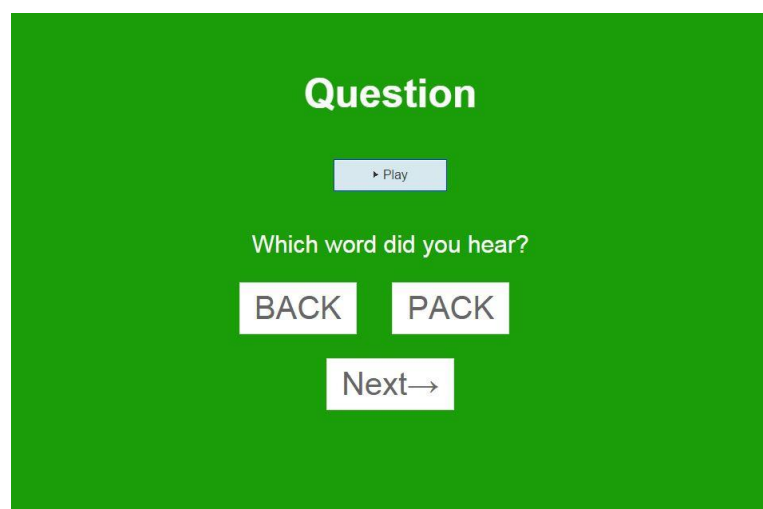 Question
▸ Play
Which word did you hear?
BACK PACK
Next→